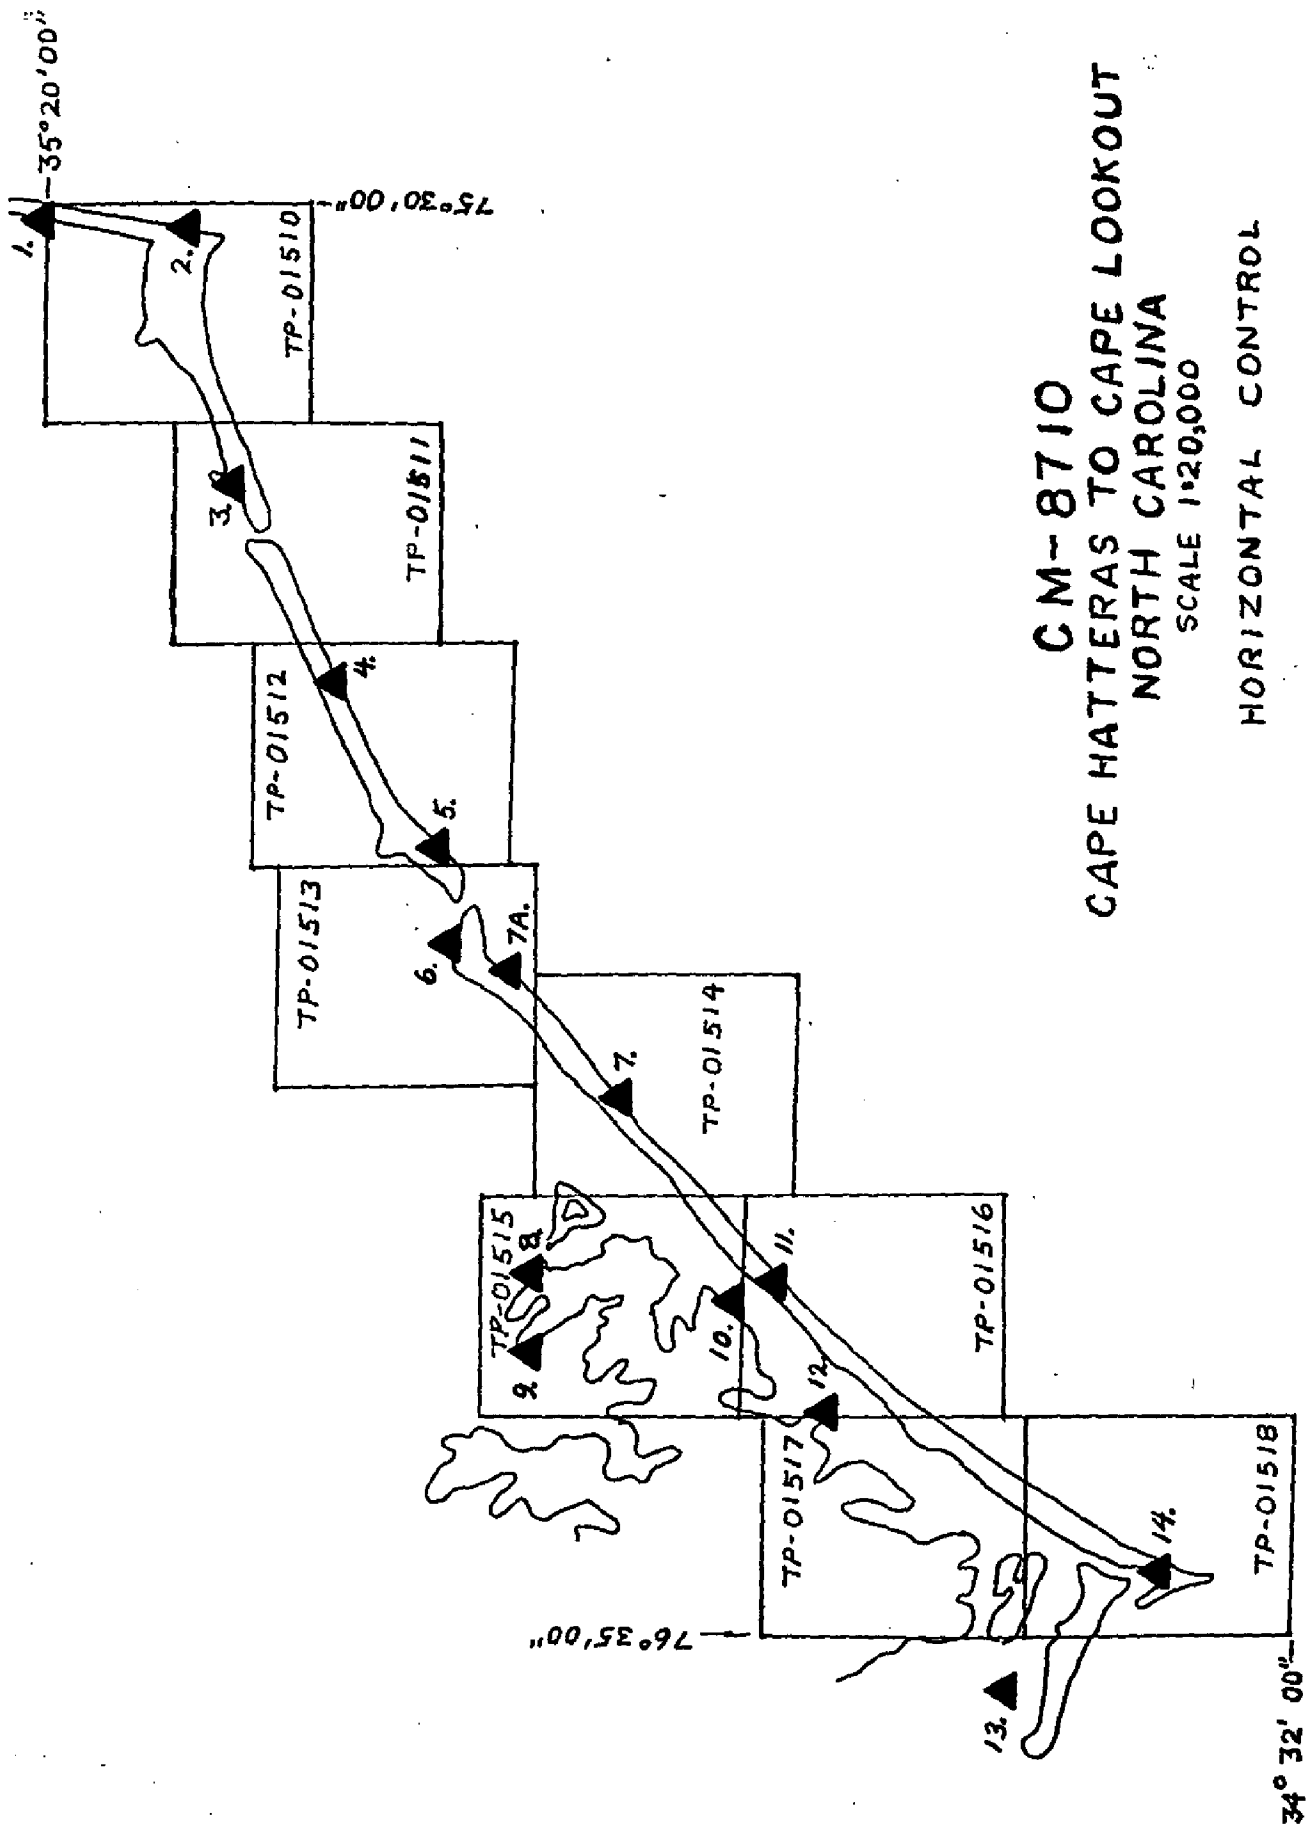 CM-8710
CAPE HATTERAS TO CAPE LOOKOUT
NORTH CAROLINA
SCALE 1:20,000
HORIZONTAL CONTROL
35°20'00"
75°30'00"
1.
2.
TP-01510
3.
TP-01511
TP-01512
4.
5.
TP-01513
6.
7A.
TP-01514
7.
TP-01515
8.
9.
10.
11.
TP-01516
12.
TP-01517
13.
14.
TP-01518
76°35'00"
34° 32' 00"